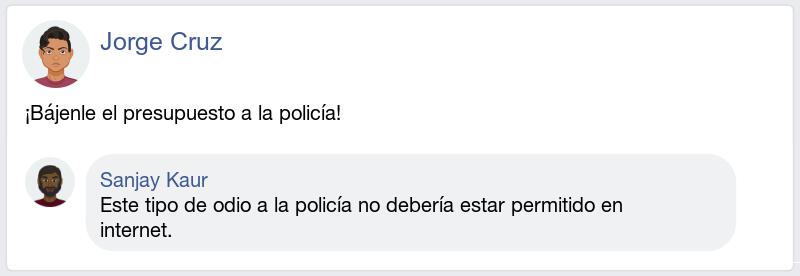 Jorge Cruz
¡Bájenle el presupuesto a la policía!
Sanjay Kaur
Este tipo de odio a la policía no debería estar permitido en
internet.